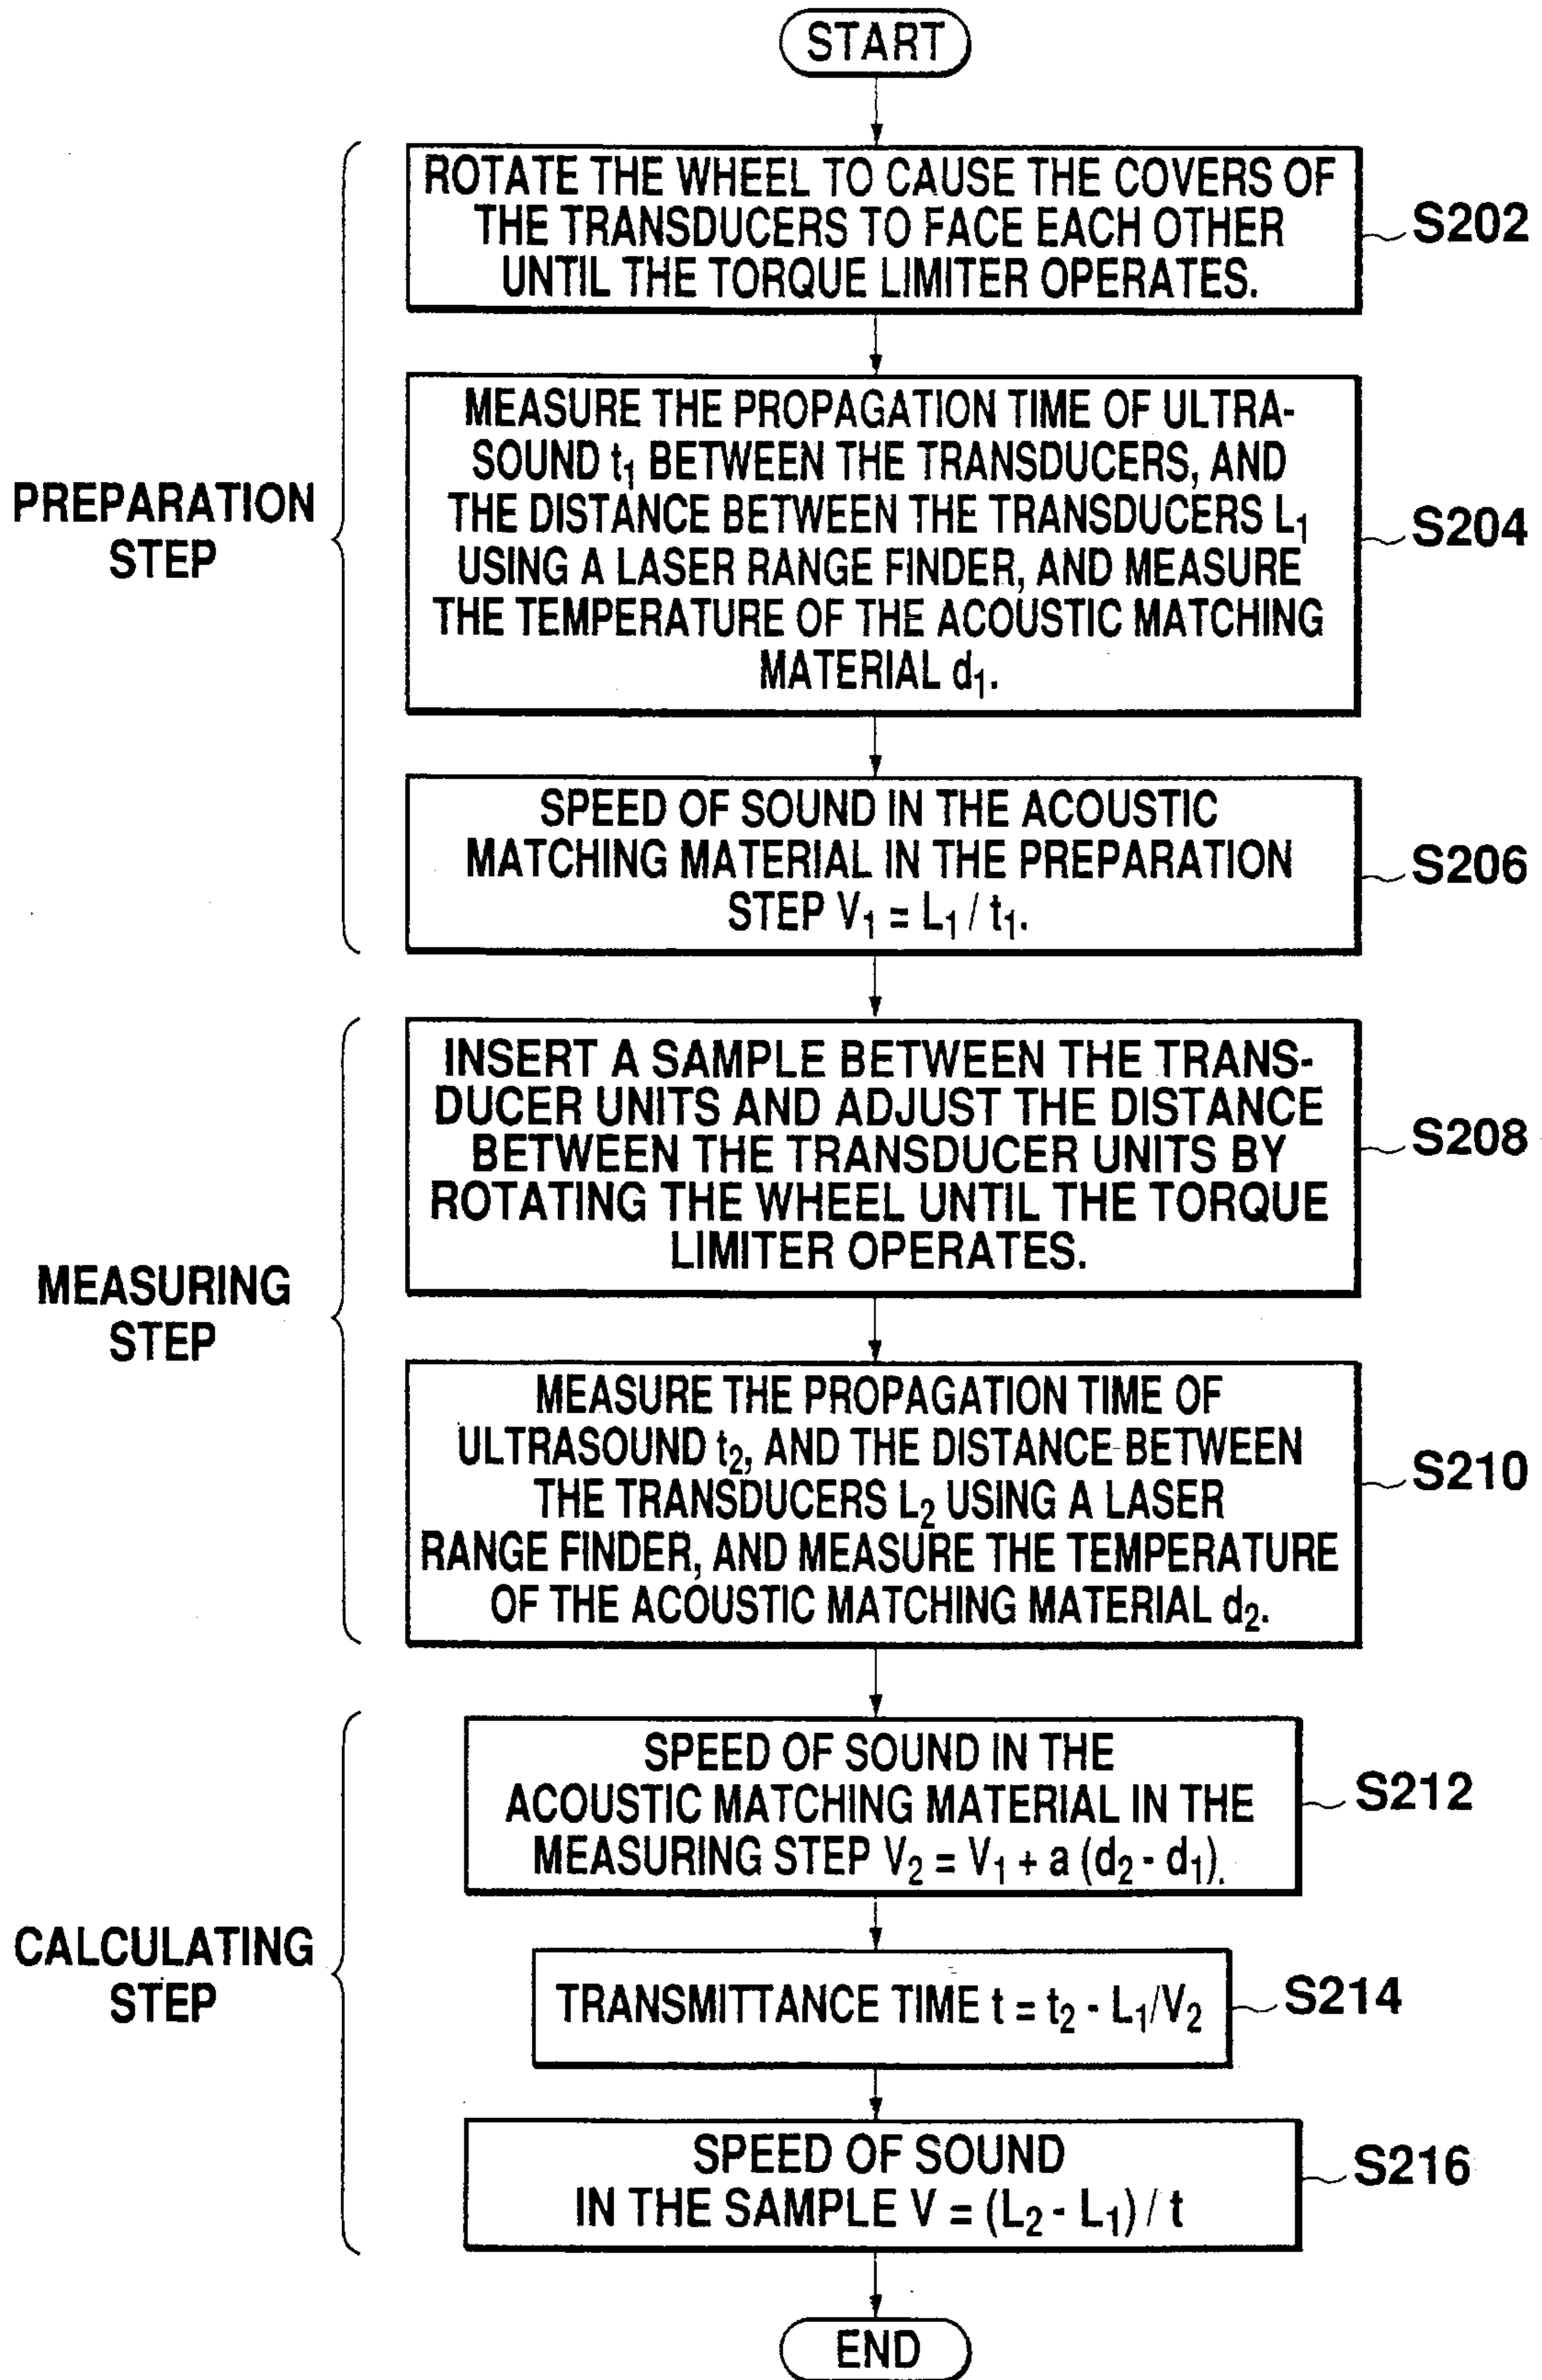 START
PREPARATION
STEP
ROTATE THE WHEEL TO CAUSE THE COVERS OF
THE TRANSDUCERS TO FACE EACH OTHER
UNTIL THE TORQUE LIMITER OPERATES.
S202
MEASURE THE PROPAGATION TIME OF ULTRA-
SOUND t₁ BETWEEN THE TRANSDUCERS, AND
THE DISTANCE BETWEEN THE TRANSDUCERS L₁
USING A LASER RANGE FINDER, AND MEASURE
THE TEMPERATURE OF THE ACOUSTIC MATCHING
MATERIAL d₁.
S204
SPEED OF SOUND IN THE ACOUSTIC
MATCHING MATERIAL IN THE PREPARATION
STEP V₁ = L₁ / t₁.
S206
MEASURING
STEP
INSERT A SAMPLE BETWEEN THE TRANS-
DUCER UNITS AND ADJUST THE DISTANCE
BETWEEN THE TRANSDUCER UNITS BY
ROTATING THE WHEEL UNTIL THE TORQUE
LIMITER OPERATES.
S208
MEASURE THE PROPAGATION TIME OF
ULTRASOUND t₂, AND THE DISTANCE BETWEEN
THE TRANSDUCERS L₂ USING A LASER
RANGE FINDER, AND MEASURE THE TEMPERATURE
OF THE ACOUSTIC MATCHING MATERIAL d₂.
S210
CALCULATING
STEP
SPEED OF SOUND IN THE
ACOUSTIC MATCHING MATERIAL IN THE
MEASURING STEP V₂ = V₁ + a (d₂ - d₁).
S212
TRANSMITTANCE TIME t = t₂ - L₁/V₂
S214
SPEED OF SOUND
IN THE SAMPLE V = (L₂ - L₁) / t
S216
END